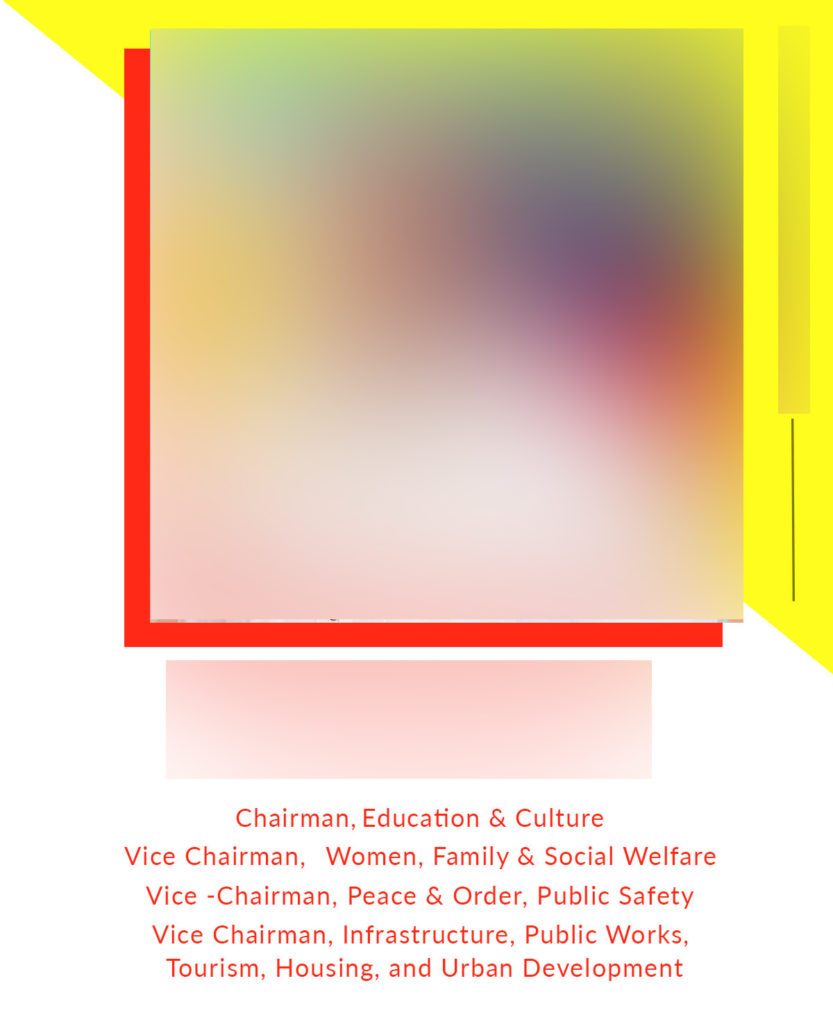 Chairman, Education & Culture
Vice Chairman, Women, Family & Social Welfare
Vice -Chairman, Peace & Order, Public Safety
Vice Chairman, Infrastructure, Public Works,
Tourism, Housing, and Urban Development